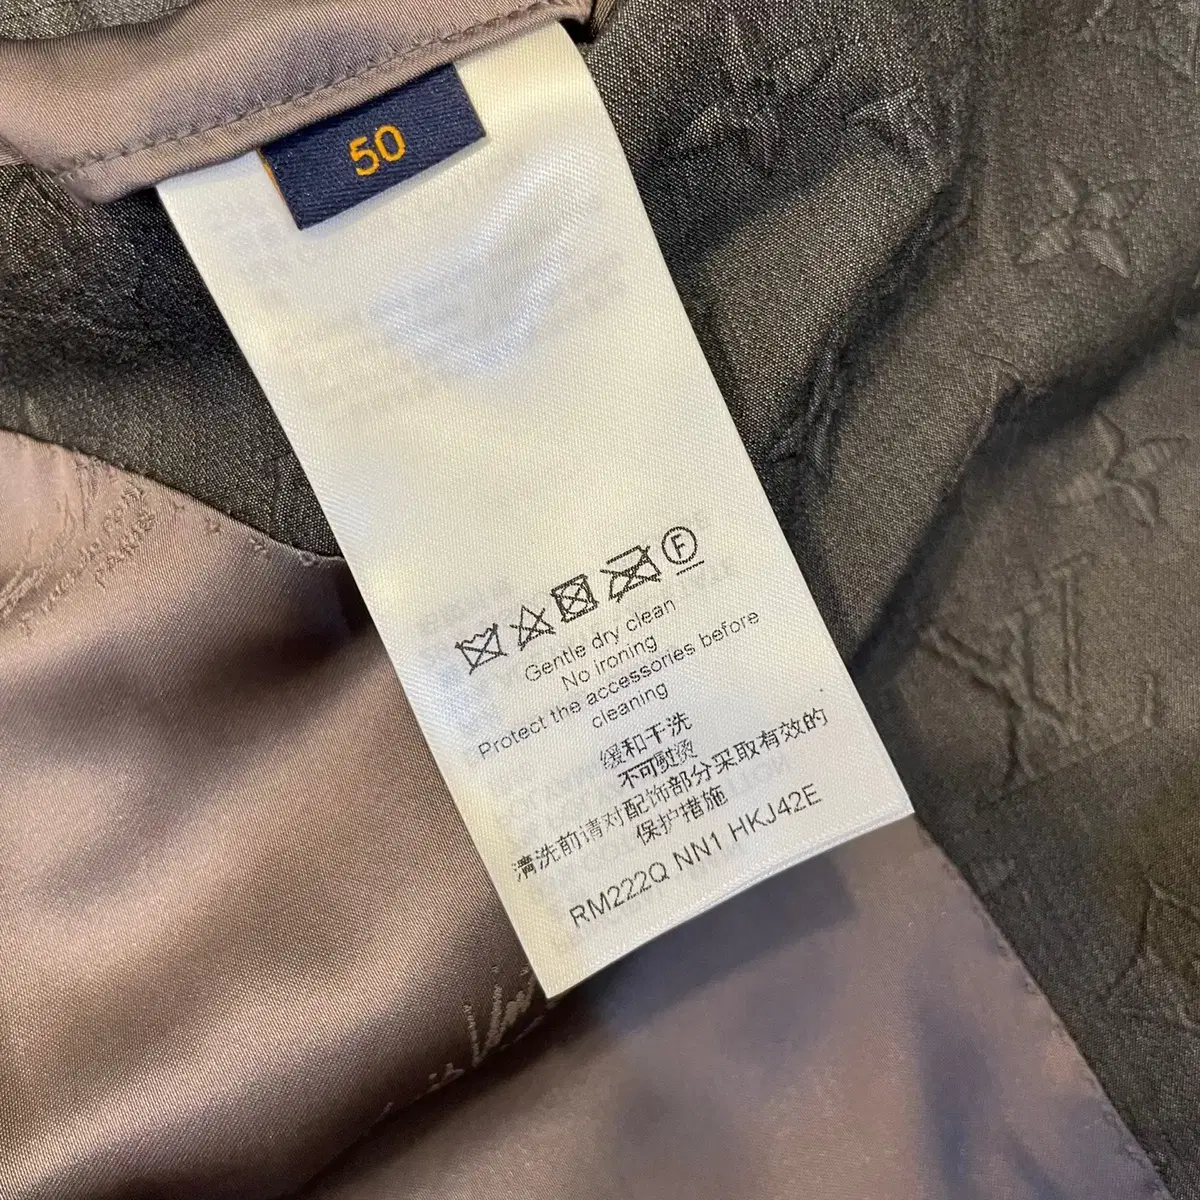 50
F
Gentle dry clean
No ironing
Protect the accessories before
cleaning
缓和干洗
不可熨烫
清洗前请对配饰部分采取有效的
保护措施
RM222Q NN1 HKJ42E
LV